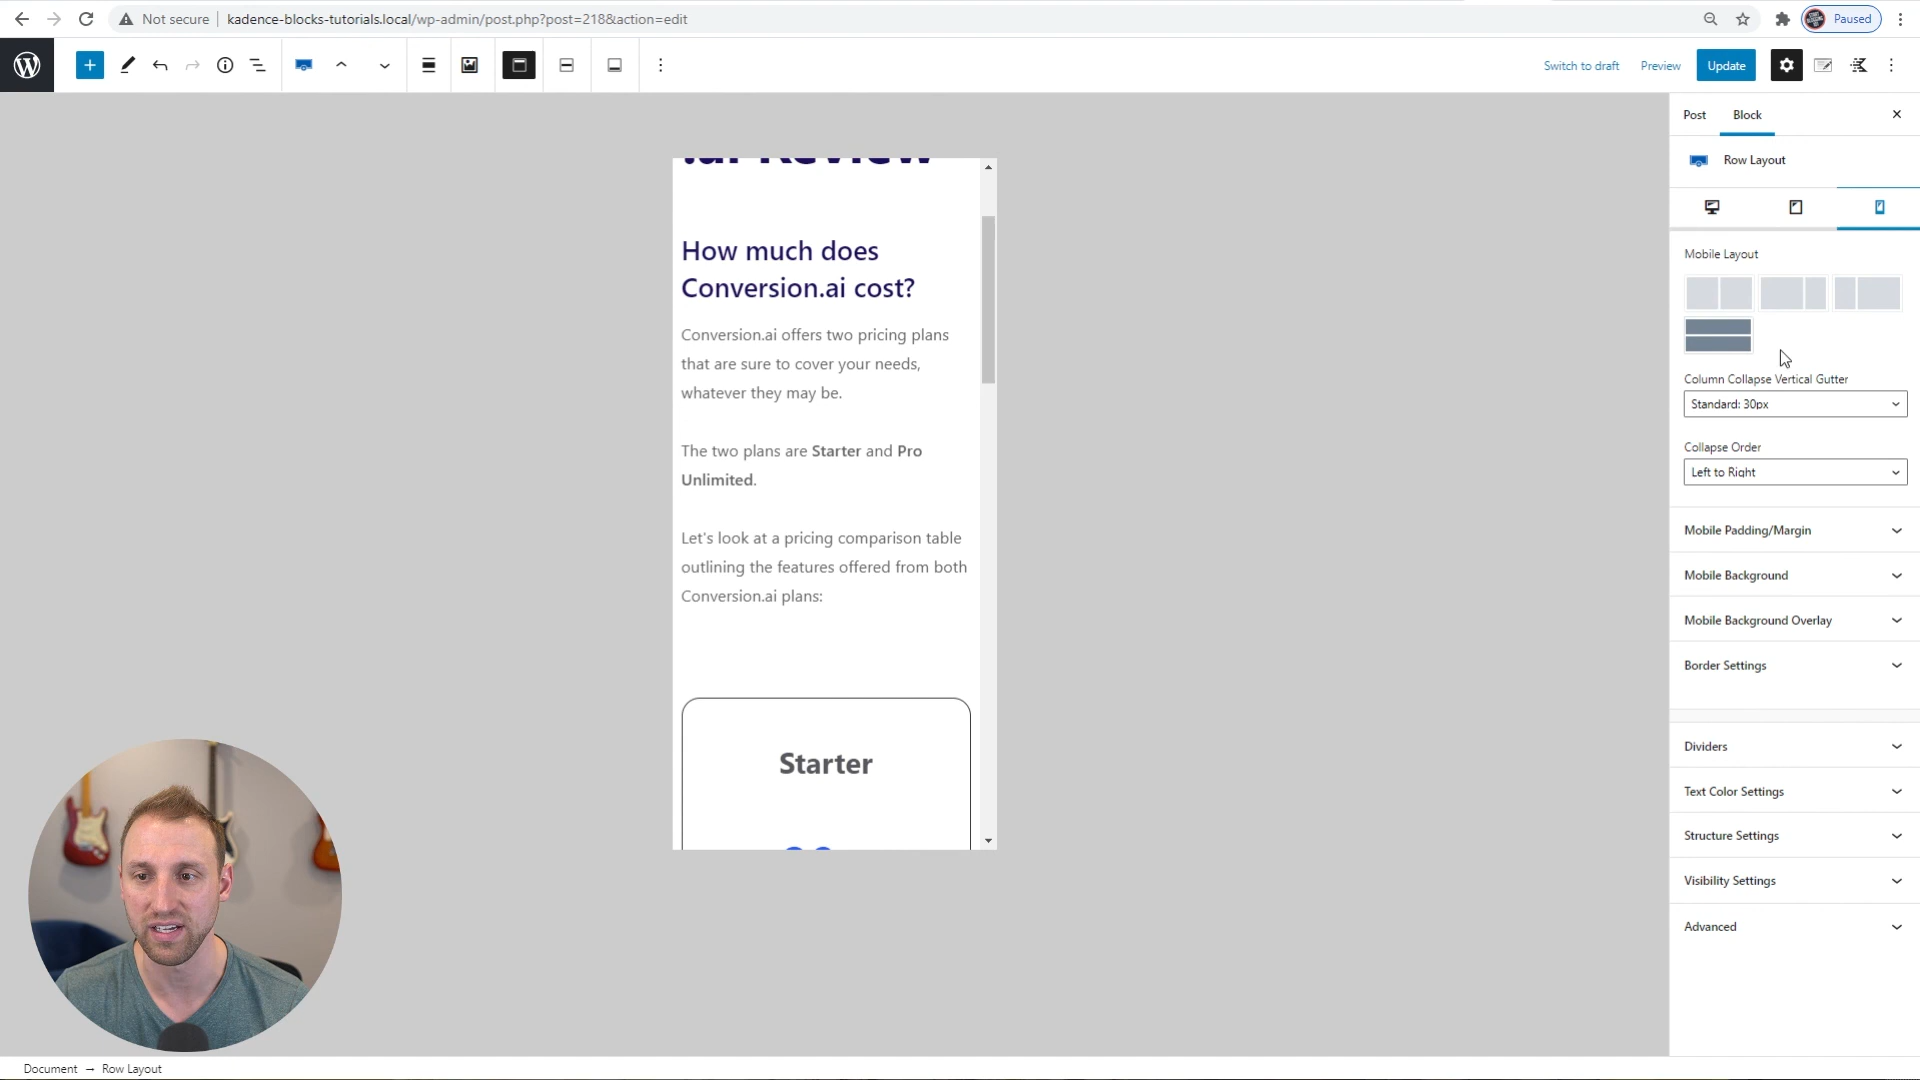 Not secure
kadence-blocks-tutorials.local/wp-admin/post.php?post=218&action=edit
Paused
Switch to draft
Preview
Update
Post
Block
Row Layout
Mobile Layout
Column Collapse Vertical Gutter
Standard: 30px
Collapse Order
Left to Right
Mobile Padding/Margin
Mobile Background
Mobile Background Overlay
Border Settings
Dividers
Text Color Settings
Structure Settings
Visibility Settings
Advanced
.ai Review
How much does
Conversion.ai cost?
Conversion.ai offers two pricing plans
that are sure to cover your needs,
whatever they may be.
The two plans are Starter and Pro
Unlimited.
Let's look at a pricing comparison table
outlining the features offered from both
Conversion.ai plans:
Starter
Document → Row Layout